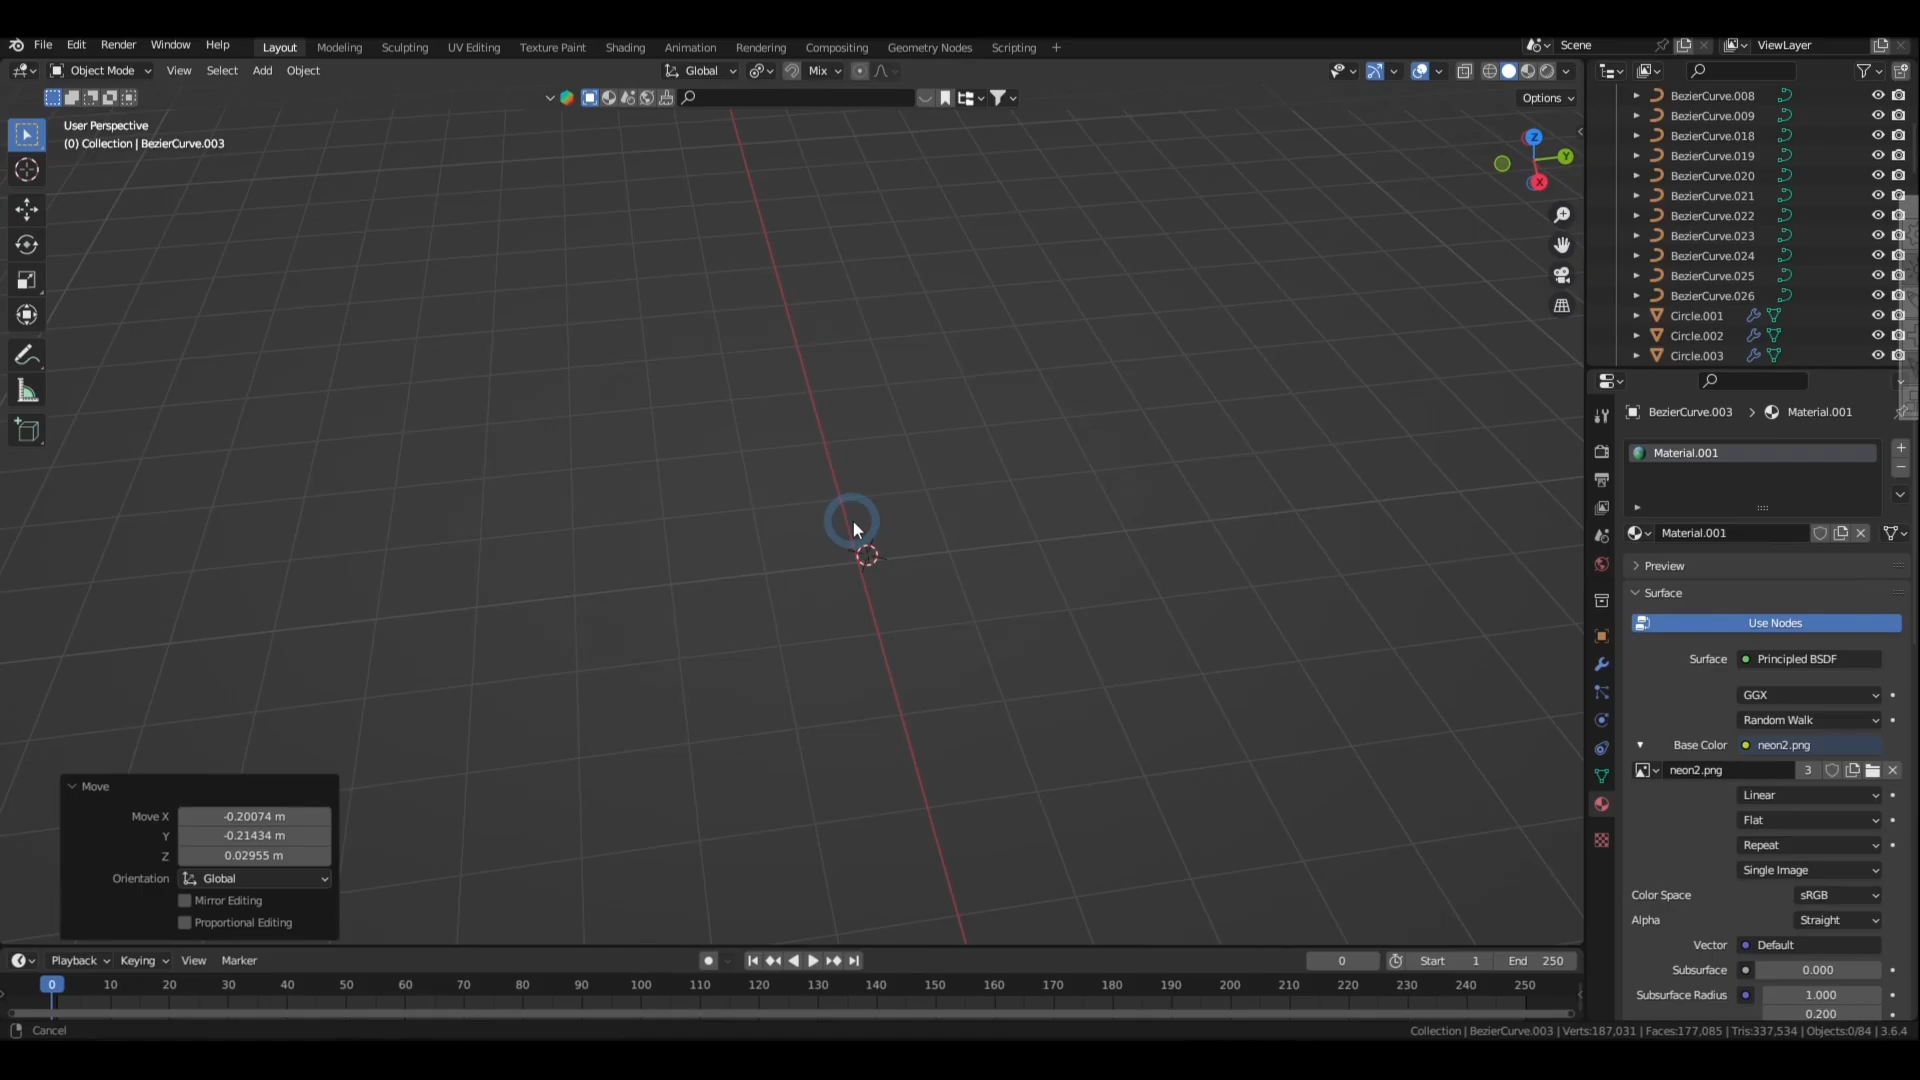 File Edit Render Window Help Layout Modeling Sculpting UV Editing Texture Paint Shading Animation Rendering Compositing Geometry Nodes Scripting + Scene ViewLayer
Object Mode View Select Add Object Global Mix
Options
User Perspective
(0) Collection | BezierCurve.003
Z
Y
X
BezierCurve.008
BezierCurve.009
BezierCurve.018
BezierCurve.019
BezierCurve.020
BezierCurve.021
BezierCurve.022
BezierCurve.023
BezierCurve.024
BezierCurve.025
BezierCurve.026
Circle.001
Circle.002
Circle.003
BezierCurve.003 > Material.001
Material.001
Material.001
Preview
Surface
Use Nodes
Surface Principled BSDF
GGX
Random Walk
Base Color neon2.png
neon2.png 3
Linear
Flat
Repeat
Single Image
Color Space sRGB
Alpha Straight
Vector Default
Subsurface 0.000
Subsurface Radius 1.000
0.200
Move
Move X -0.20074 m
Y -0.21434 m
Z 0.02955 m
Orientation Global
Mirror Editing
Proportional Editing
Playback Keying View Marker 0 Start 1 End 250
0 10 20 30 40 50 60 70 80 90 100 110 120 130 140 150 160 170 180 190 200 210 220 230 240 250
Cancel
Collection | BezierCurve.003 | Verts:187,031 | Faces:177,085 | Tris:337,534 | Objects:0/84 | 3.6.4